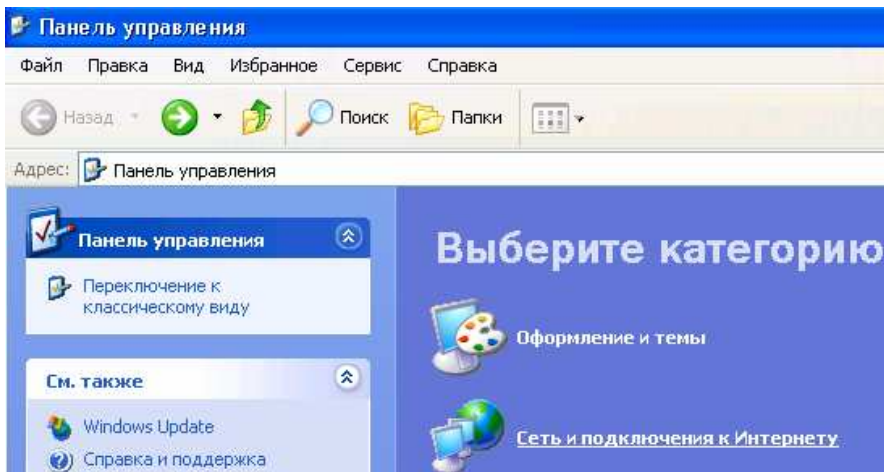 Панель управления
Файл Правка Вид Избранное Сервис Справка
Назад Поиск Папки
Адрес: Панель управления
Панель управления
Переключение к
классическому виду
См. также
Windows Update
Справка и поддержка
Выберите категорию
Оформление и темы
Сеть и подключения к Интернету